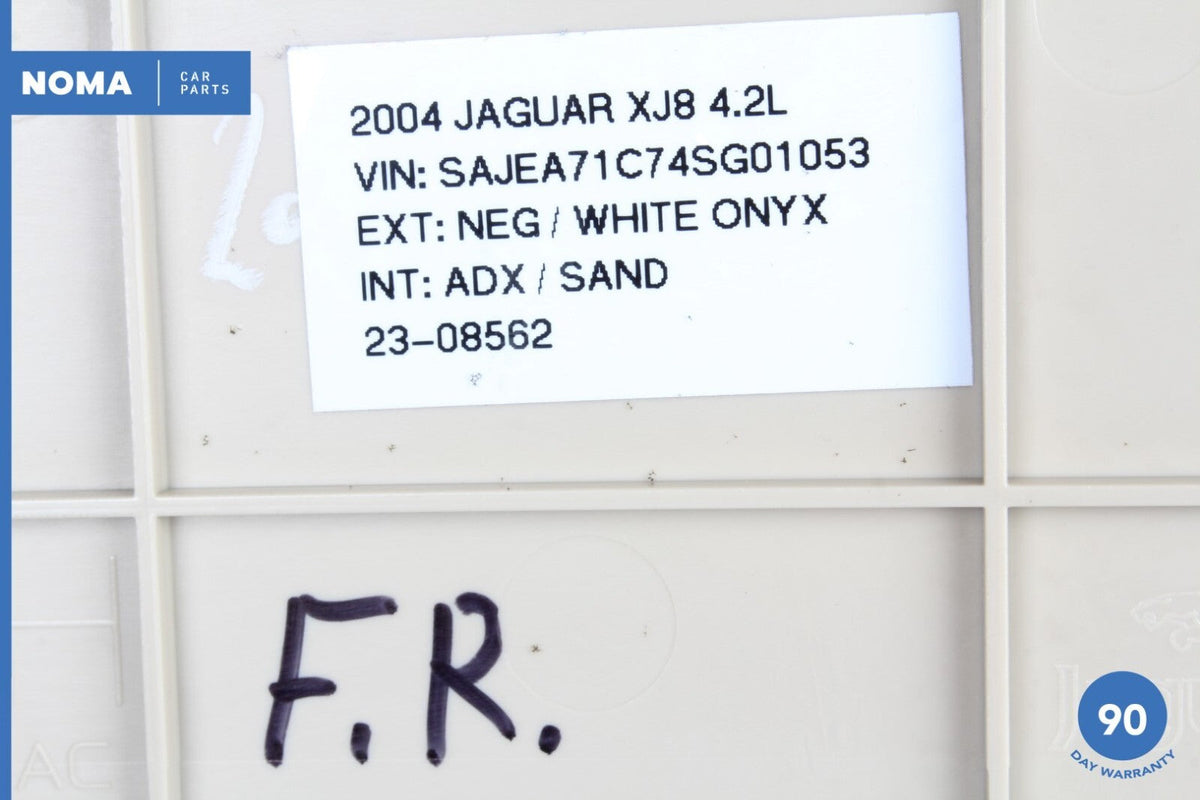 NOMA
CAR
PARTS
2004 JAGUAR XJ8 4.2L
VIN: SAJEA71C74SG01053
EXT: NEG / WHITE ONYX
INT: ADX / SAND
23-08562
F.R.
AC
90
DAY WARRANTY